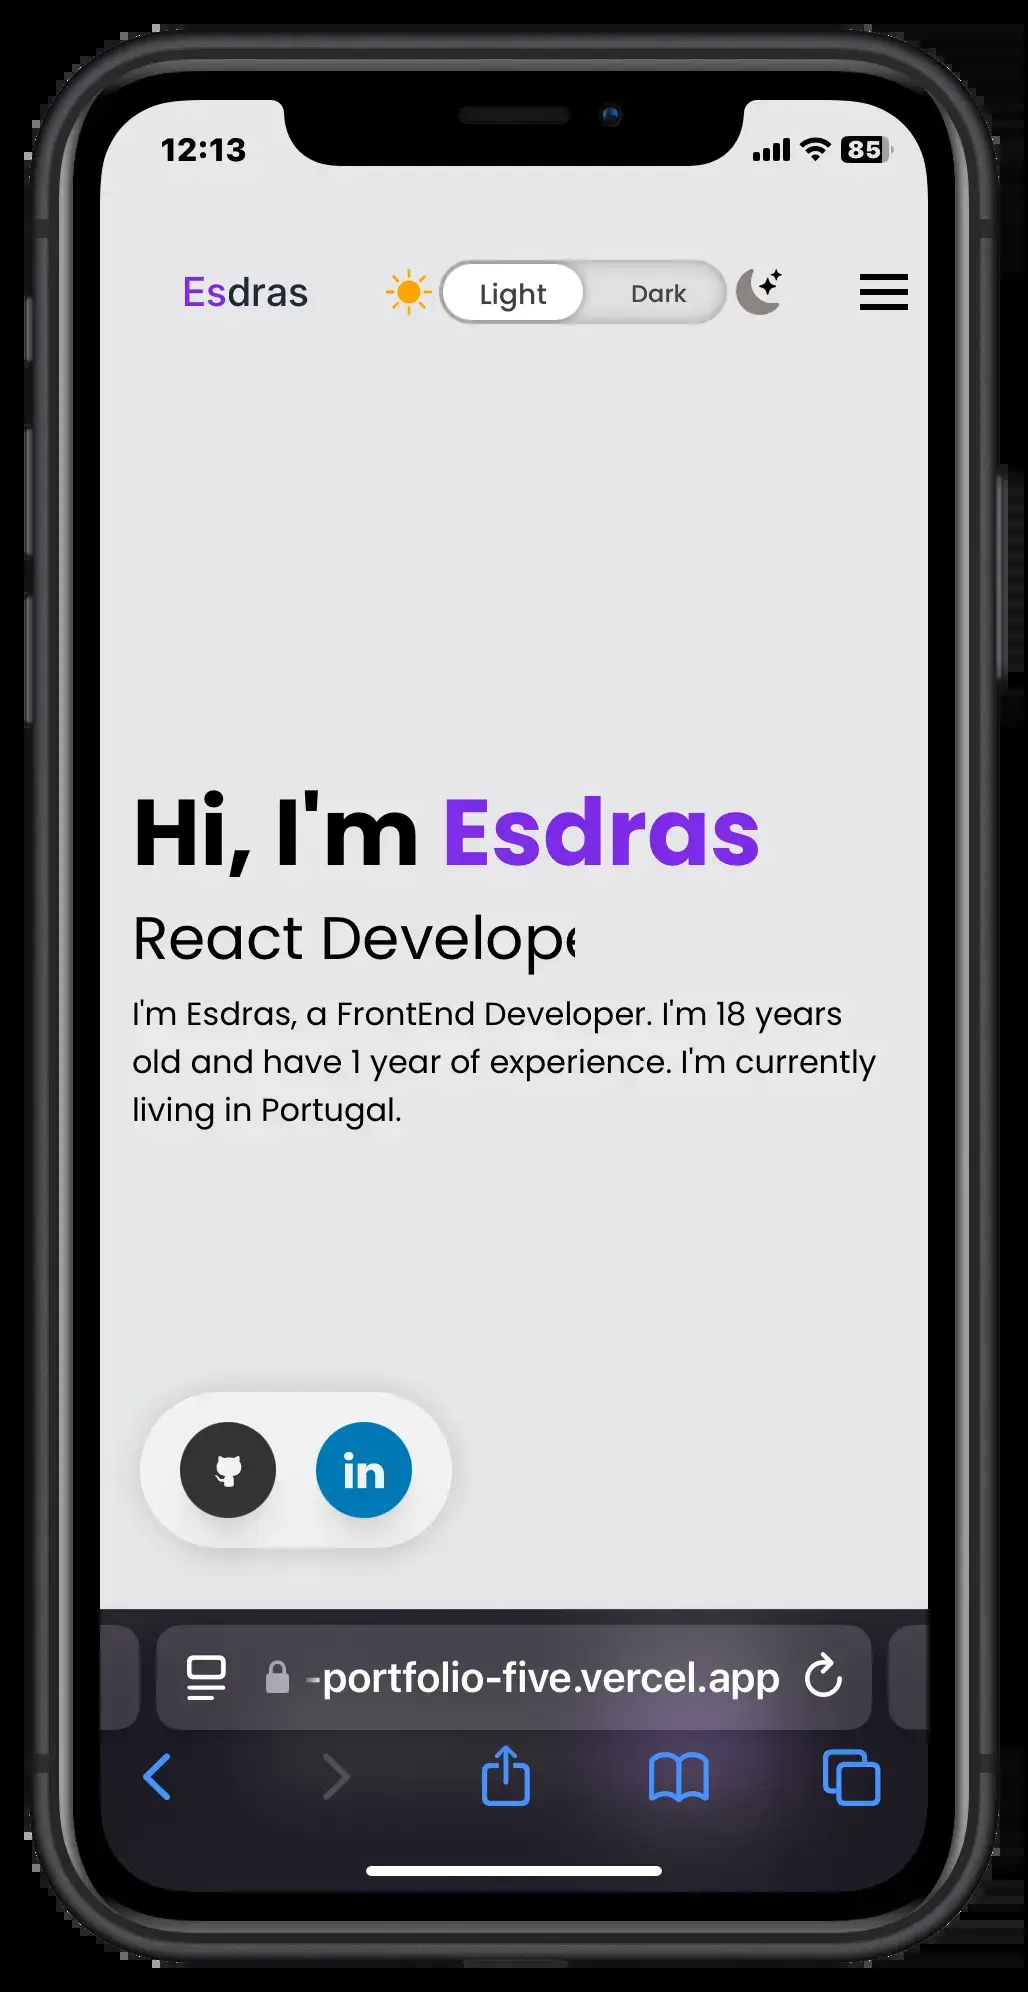 12:13
85
Esdras
Light
Dark
Hi, I'm Esdras
React Develop
I'm Esdras, a FrontEnd Developer. I'm 18 years
old and have 1 year of experience. I'm currently
living in Portugal.
in
-portfolio-five.vercel.app